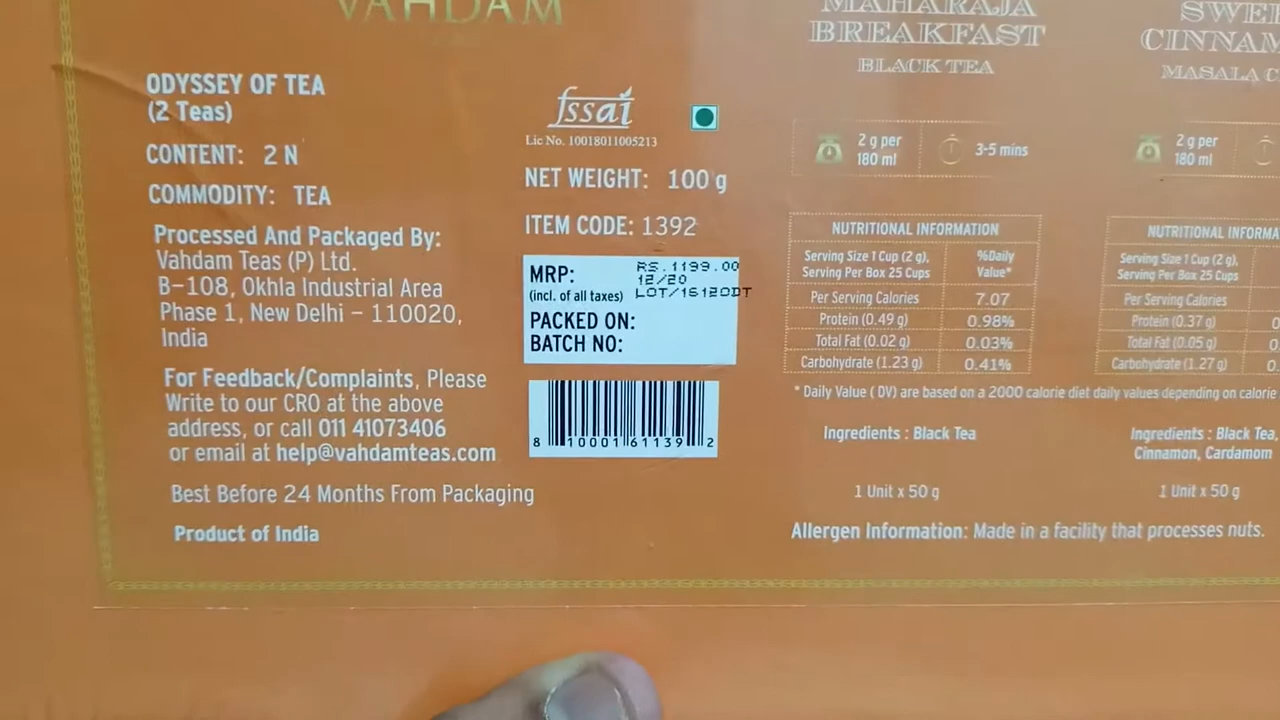 VAHDAM
ODYSSEY OF TEA
(2 Teas)
CONTENT: 2 N
COMMODITY: TEA
Processed And Packaged By:
Vahdam Teas (P) Ltd.
B-108, Okhla Industrial Area
Phase 1, New Delhi - 110020,
India
For Feedback/Complaints, Please
Write to our CRO at the above
address, or call 011 41073406
or email at help@vahdamteas.com
Best Before 24 Months From Packaging
Product of India
fssai
Lic No. 10018011005213
NET WEIGHT: 100 g
ITEM CODE: 1392
MRP: RS.1199.00
(incl. of all taxes)
12/20
LOT/16120DT
PACKED ON:
BATCH NO:
8 10001 61139 2
MAHARAJA
BREAKFAST
BLACK TEA
2 g per
180 ml
3-5 mins
NUTRITIONAL INFORMATION
Serving Size 1 Cup (2 g), %Daily
Serving Per Box 25 Cups Value*
Per Serving Calories 7.07
Protein (0.49 g) 0.98%
Total Fat (0.02 g) 0.03%
Carbohydrate (1.23 g) 0.41%
* Daily Value ( DV) are based on a 2000 calorie diet daily values depending on calorie
Ingredients : Black Tea
1 Unit x 50 g
Allergen Information: Made in a facility that processes nuts.
SWE
CINNAM
MASALA C
2 g per
180 ml
NUTRITIONAL INFORMA
Serving Size 1 Cup (2 g),
Serving Per Box 25 Cups
Per Serving Calories
Protein (0.37 g) 0
Total Fat (0.05 g) 0
Carbohydrate (1.27 g) 0.
Ingredients : Black Tea,
Cinnamon, Cardamom
1 Unit x 50 g